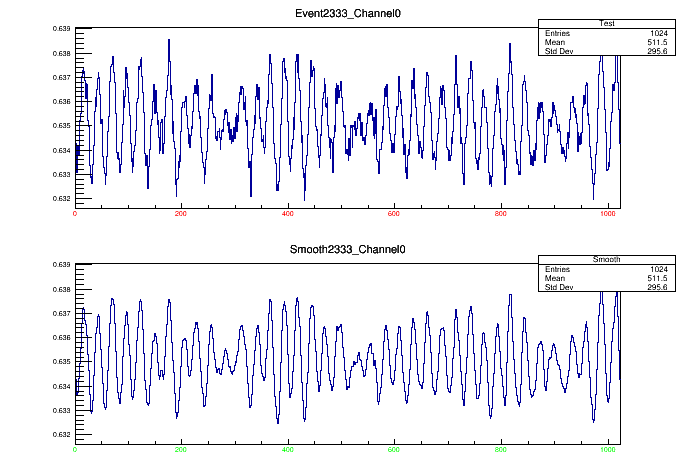 Event2333_Channel0
Test
Entries 1024
Mean 511.5
Std Dev 295.6
0.639
0.638
0.637
0.636
0.635
0.634
0.633
0.632
0 200 400 600 800 1000
Smooth2333_Channel0
Smooth
Entries 1024
Mean 511.5
Std Dev 295.6
0.639
0.638
0.637
0.636
0.635
0.634
0.633
0.632
0 200 400 600 800 1000